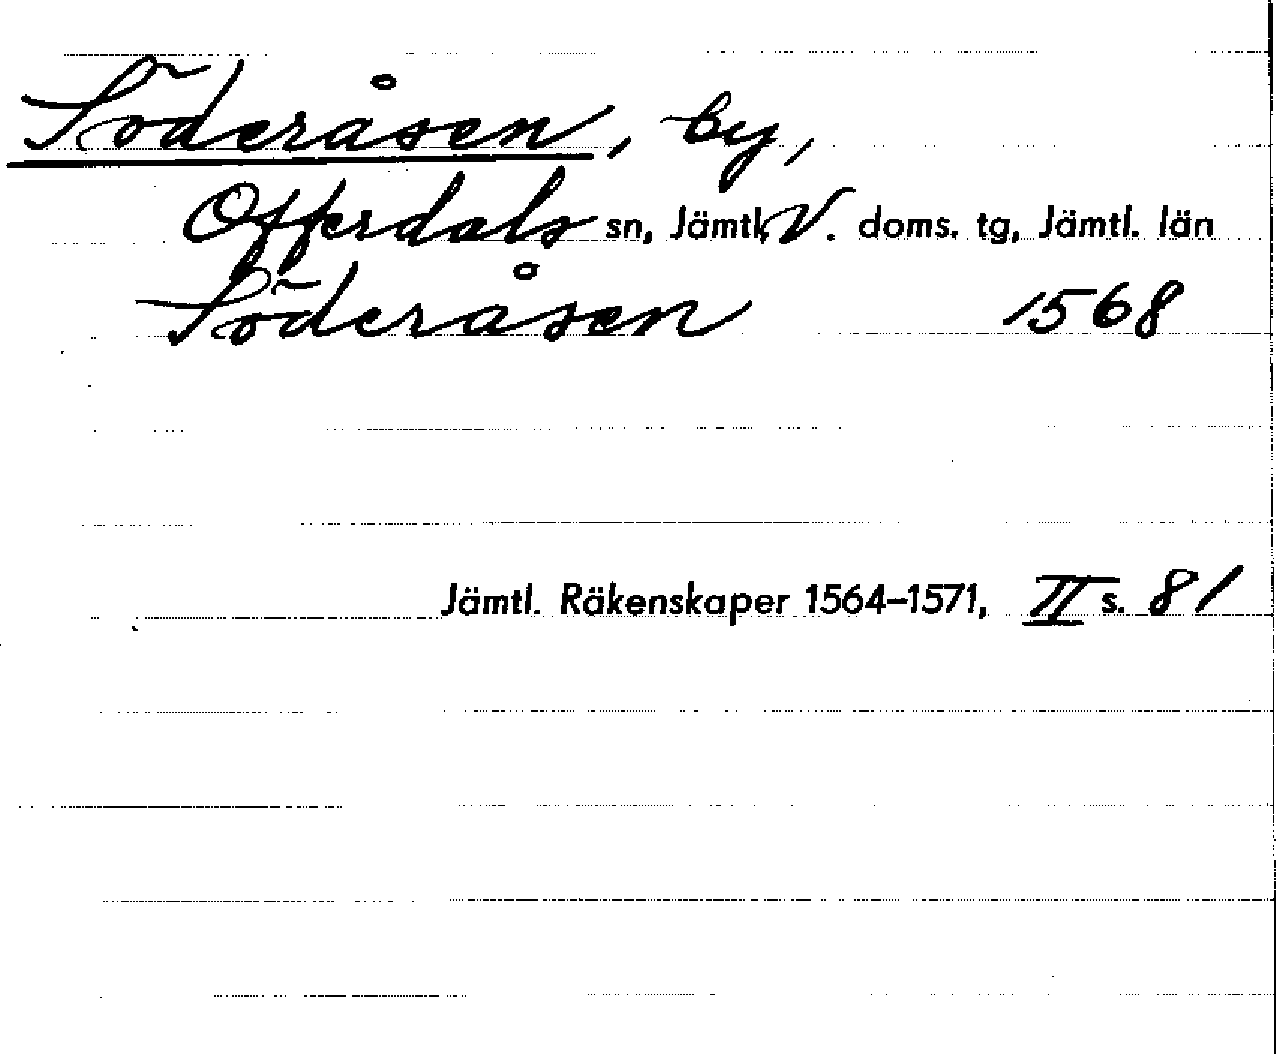 Söderåsen, by,
Offerdals sn, Jämtl, V. doms. tg, Jämtl. län
Söderåsen 1568
Jämtl. Räkenskaper 1564-1571, II s. 81